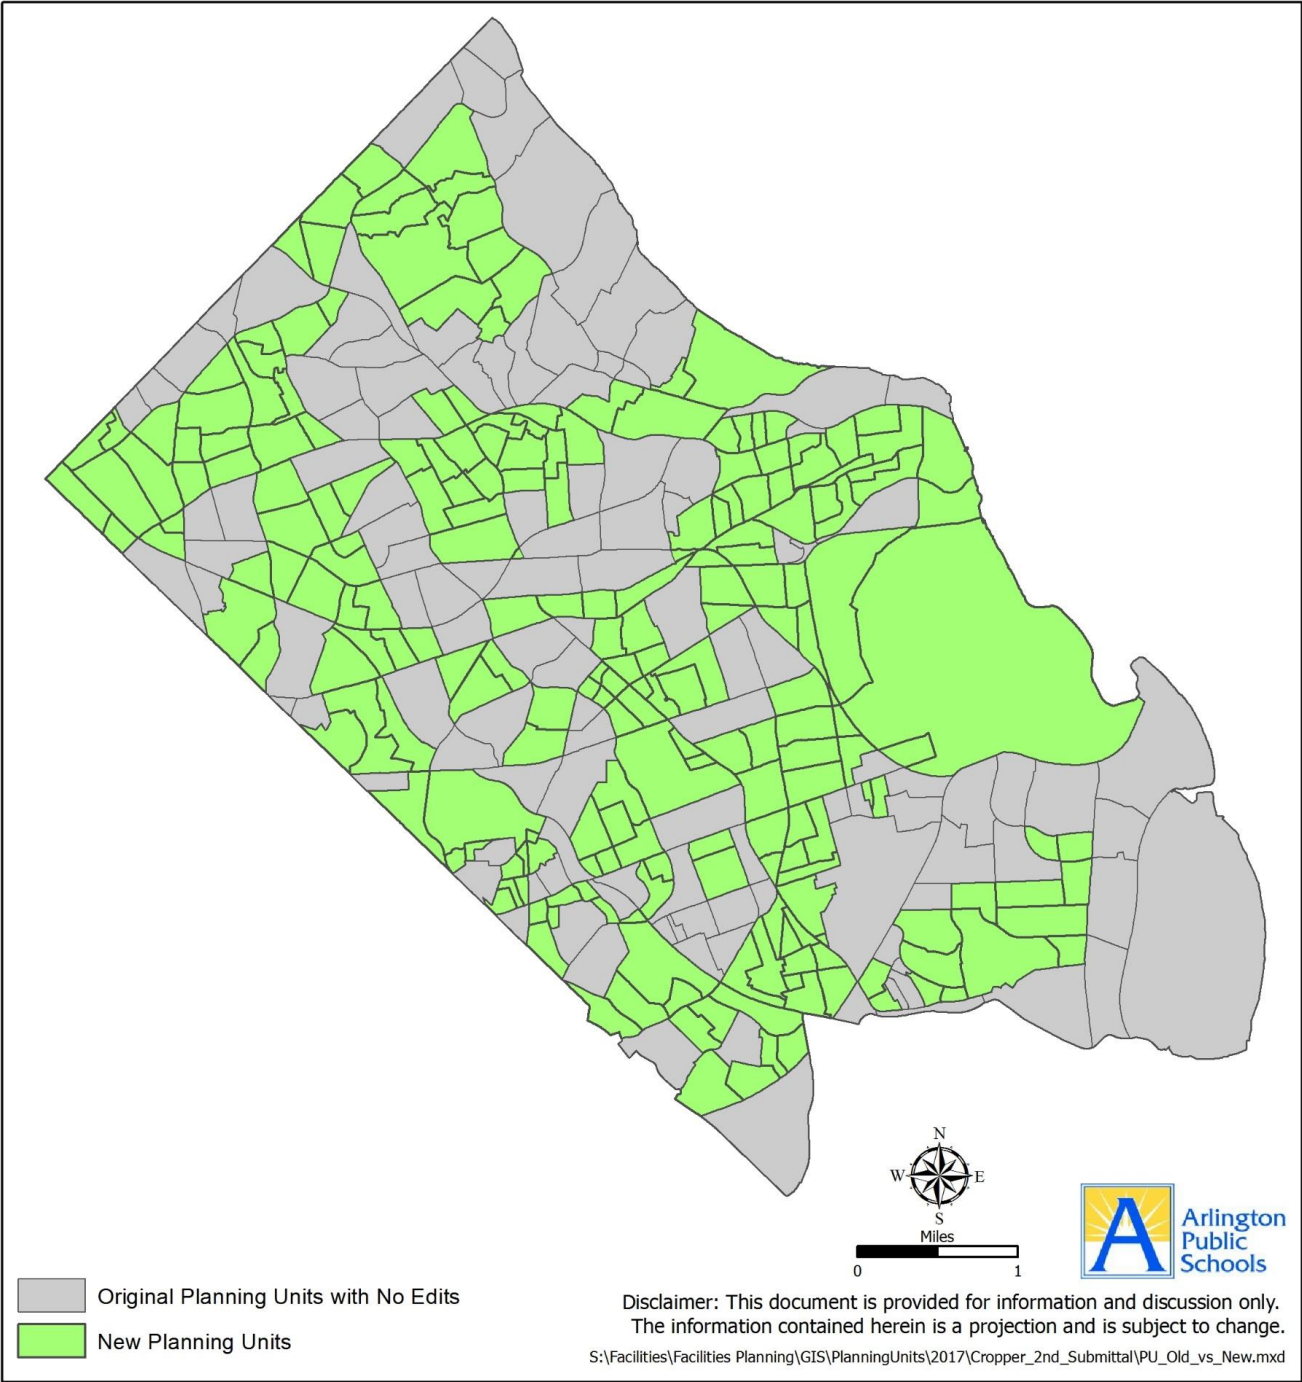 N
W E
S
Miles
0 1
Arlington
Public
Schools
Original Planning Units with No Edits
New Planning Units
Disclaimer: This document is provided for information and discussion only.
The information contained herein is a projection and is subject to change.
S:\Facilities\Facilities Planning\GIS\PlanningUnits\2017\Cropper_2nd_Submittal\PU_Old_vs_New.mxd